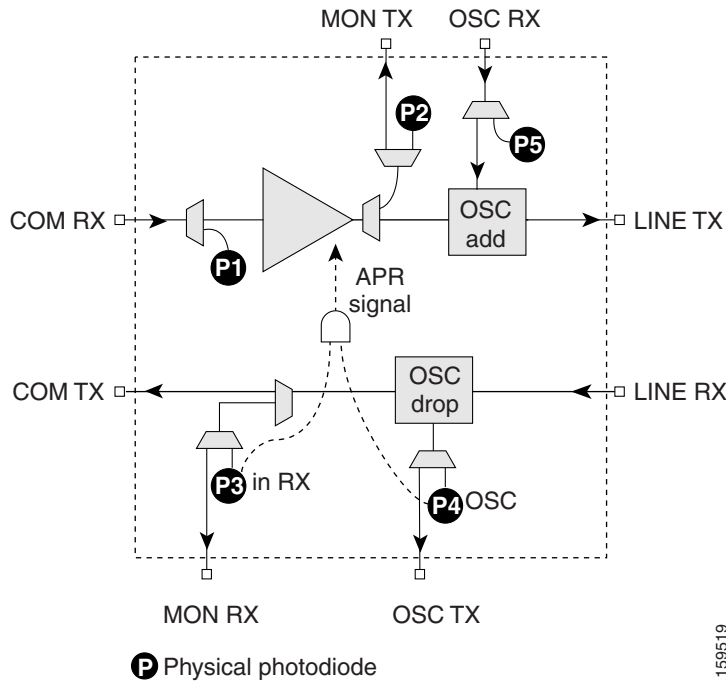 MON TX
OSC RX
P2
P5
COM RX
OSC
add
LINE TX
P1
APR
signal
COM TX
OSC
drop
LINE RX
P3 in RX
P4 OSC
MON RX
OSC TX
P Physical photodiode
159519